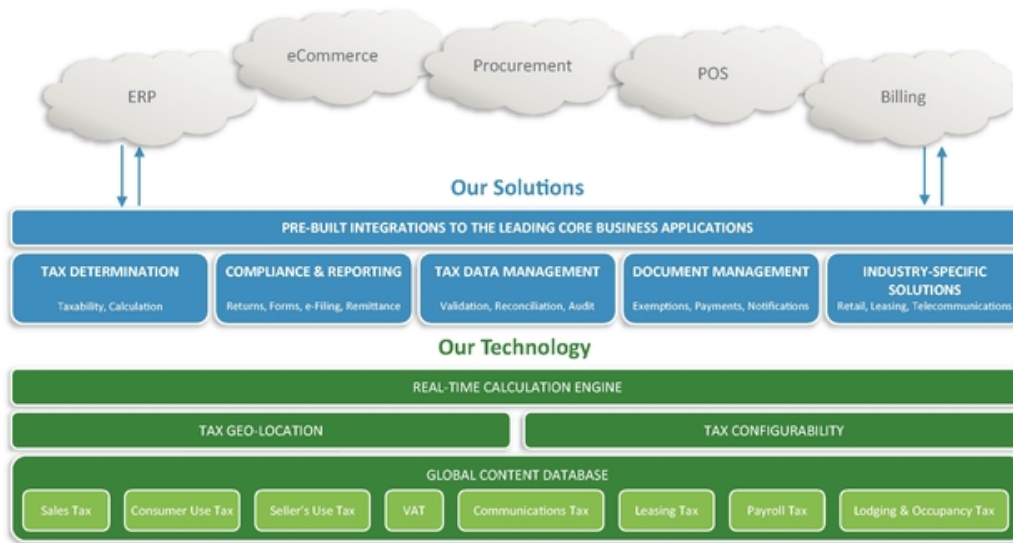 eCommerce
Procurement
POS
ERP
Billing
Our Solutions
PRE-BUILT INTEGRATIONS TO THE LEADING CORE BUSINESS APPLICATIONS
TAX DETERMINATION
Taxability, Calculation
COMPLIANCE & REPORTING
Returns, Forms, e-Filing, Remittance
TAX DATA MANAGEMENT
Validation, Reconciliation, Audit
DOCUMENT MANAGEMENT
Exemptions, Payments, Notifications
INDUSTRY-SPECIFIC
SOLUTIONS
Retail, Leasing, Telecommunications
Our Technology
REAL-TIME CALCULATION ENGINE
TAX GEO-LOCATION
TAX CONFIGURABILITY
GLOBAL CONTENT DATABASE
Sales Tax
Consumer Use Tax
Seller's Use Tax
VAT
Communications Tax
Leasing Tax
Payroll Tax
Lodging & Occupancy Tax